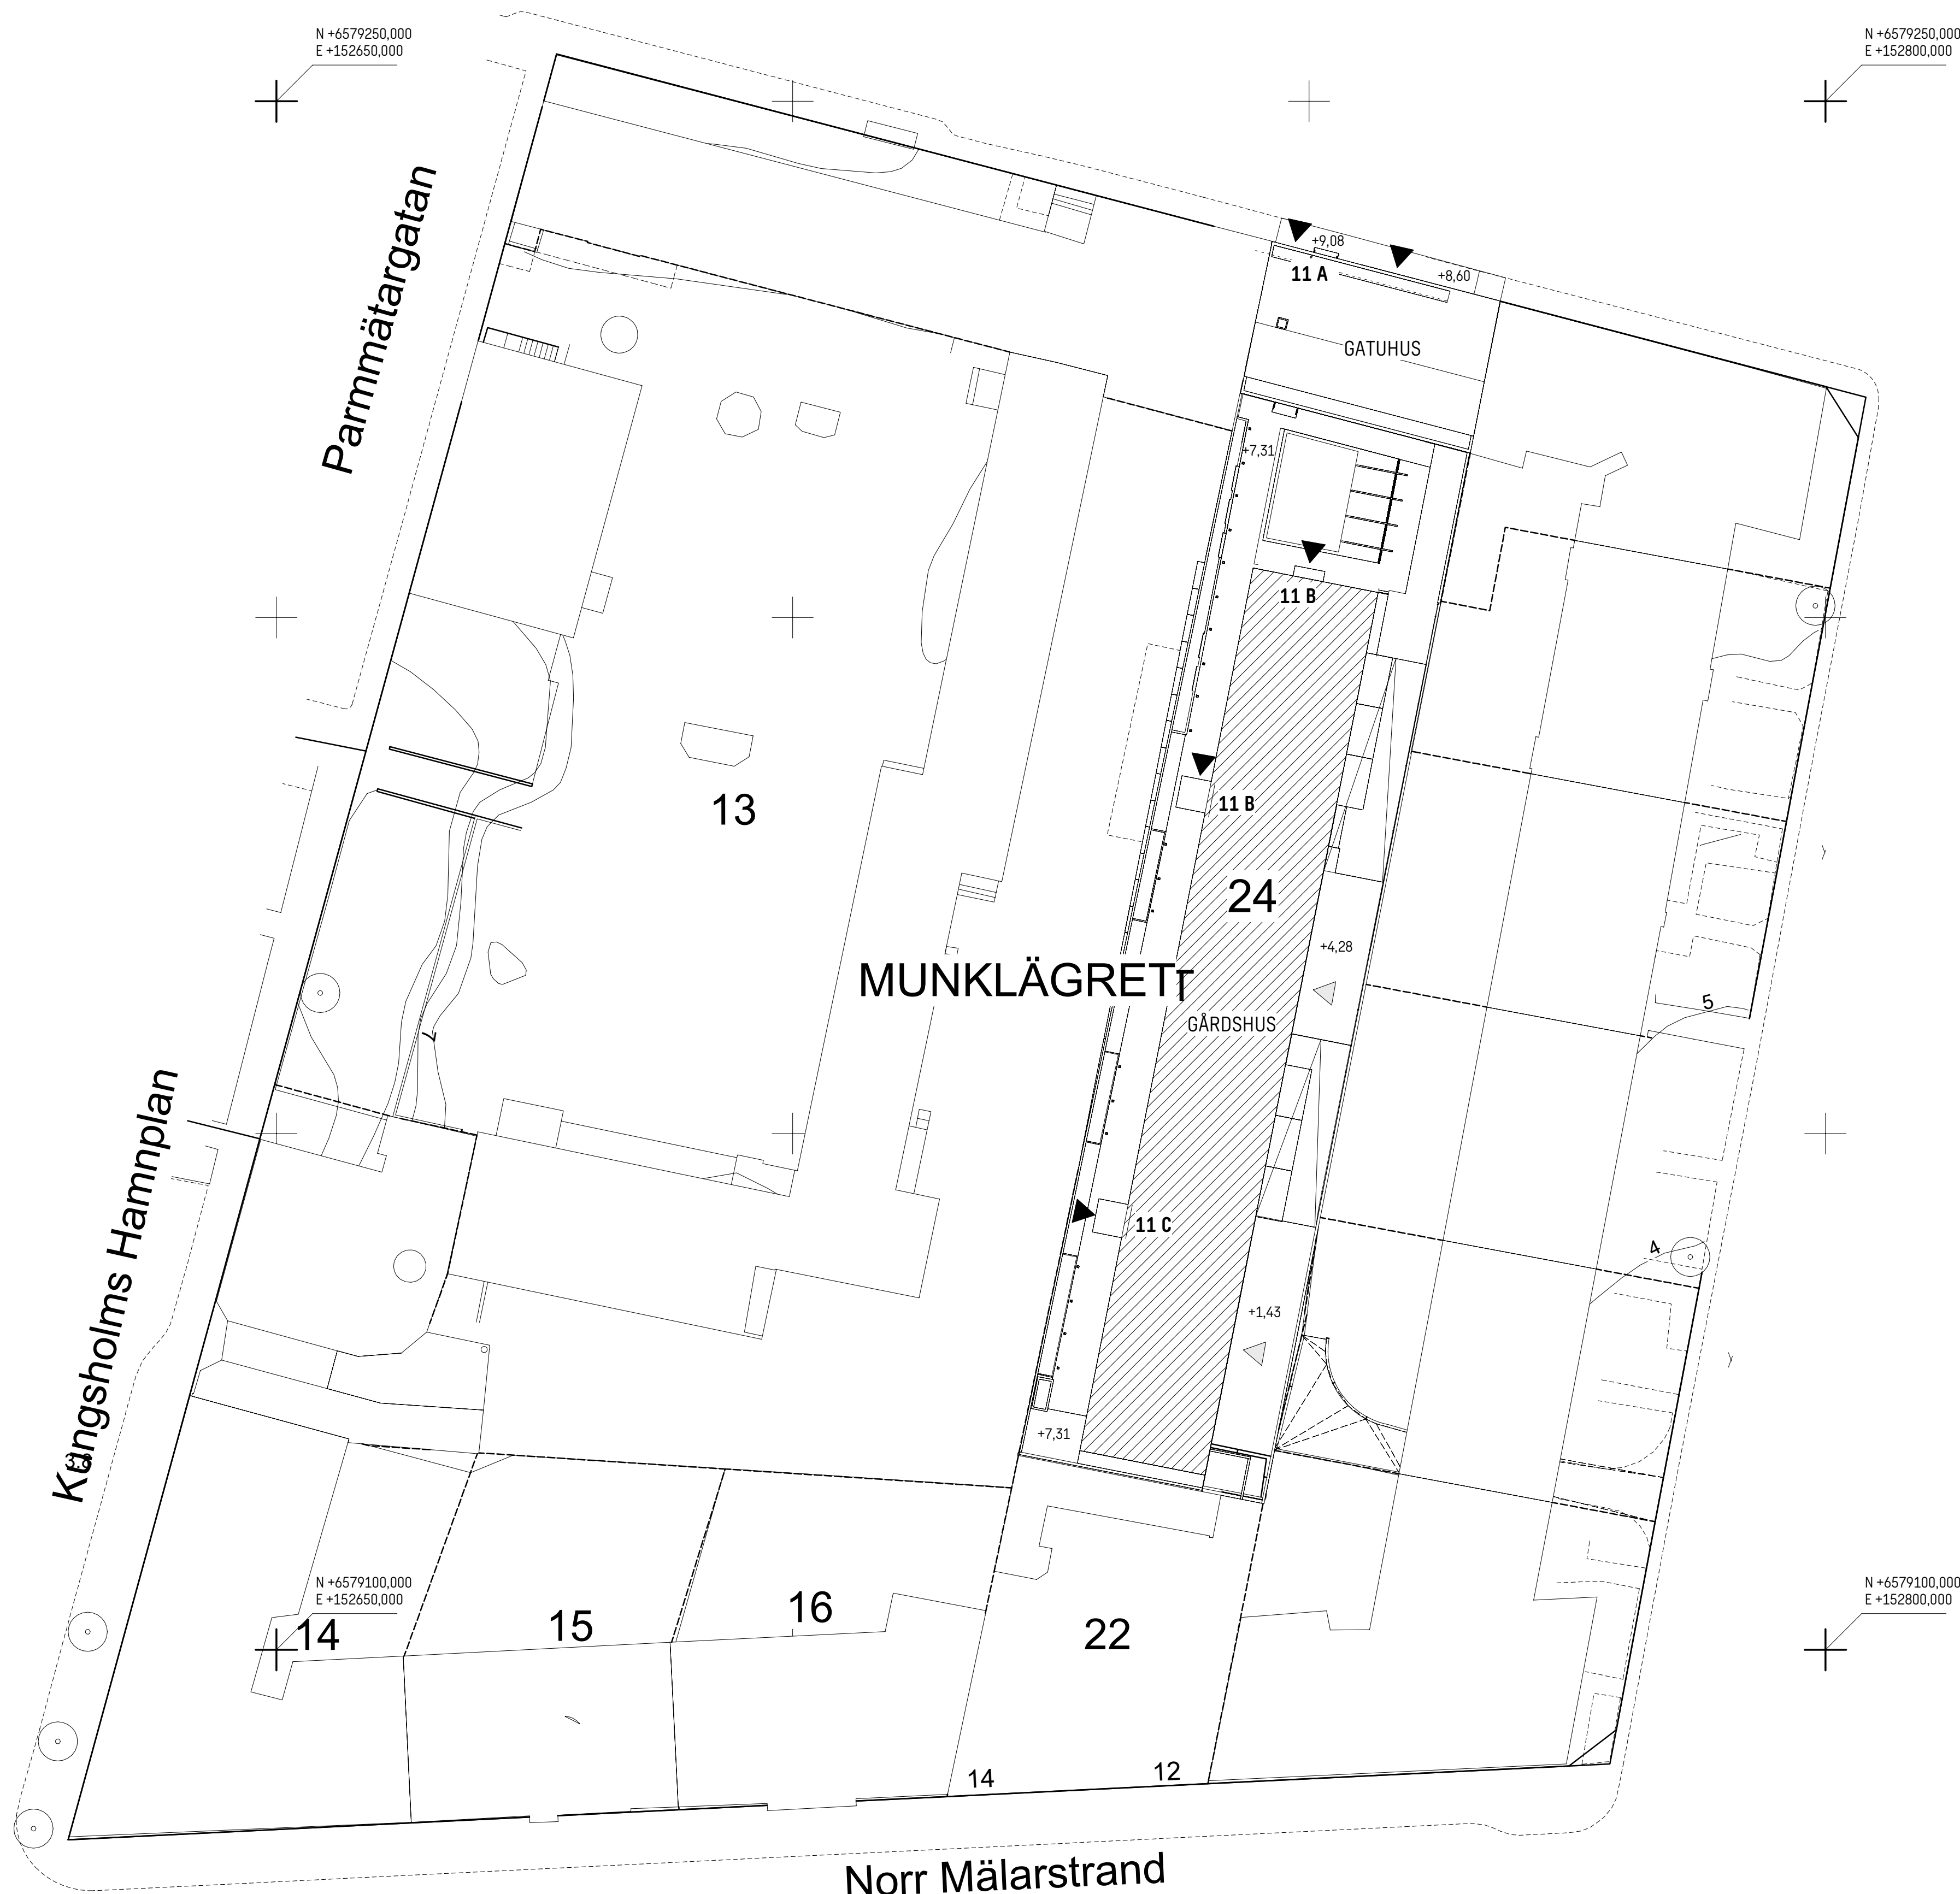 N +6579250,000
E +152650,000
N +6579250,000
E +152800,000
Parmmätargatan
+9,08
11 A
+8,60
GATUHUS
+7,31
11 B
13
11 B
24
+4,28
MUNKLÄGRET
T
5
GÅRDSHUS
Kungsholms Hamnplan
11 C
4
+1,43
+7,31
3.8
N +6579100,000
E +152650,000
N +6579100,000
E +152800,000
14
15
16
22
14
12
Norr Mälarstrand